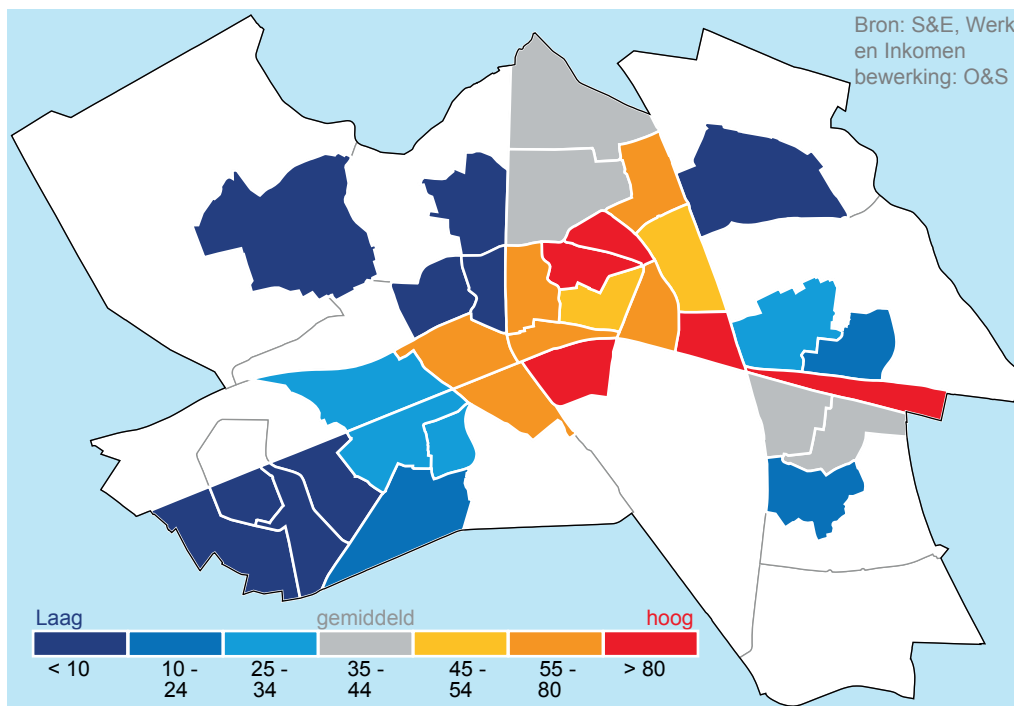 Bron: S&E, Werk
en Inkomen
bewerking: O&S
Laag gemiddeld hoog
< 10 10 - 25 - 35 - 45 - 55 - > 80
24 34 44 54 80